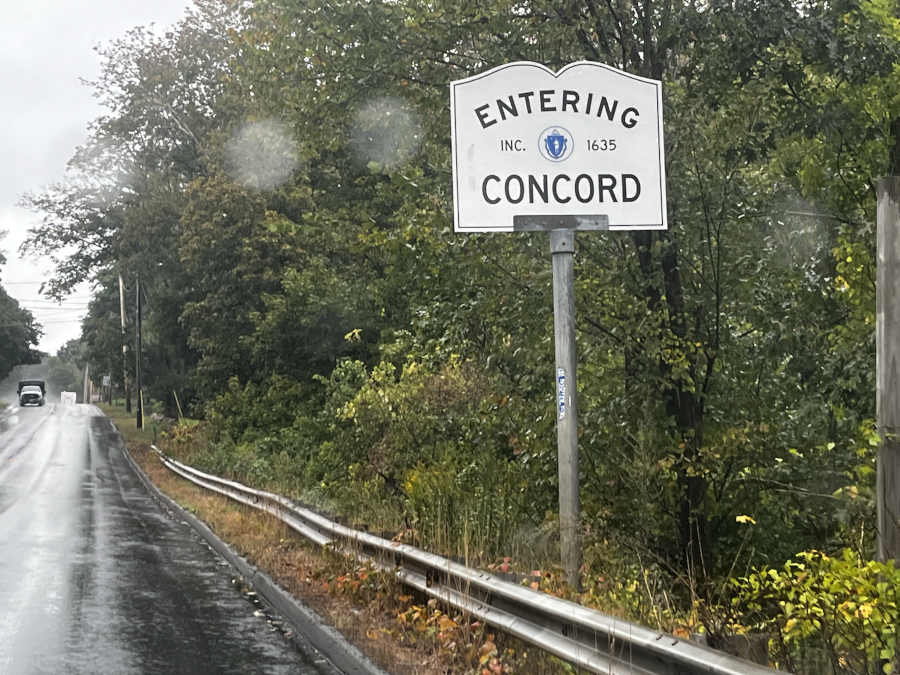 ENTERING
INC. 1635
CONCORD